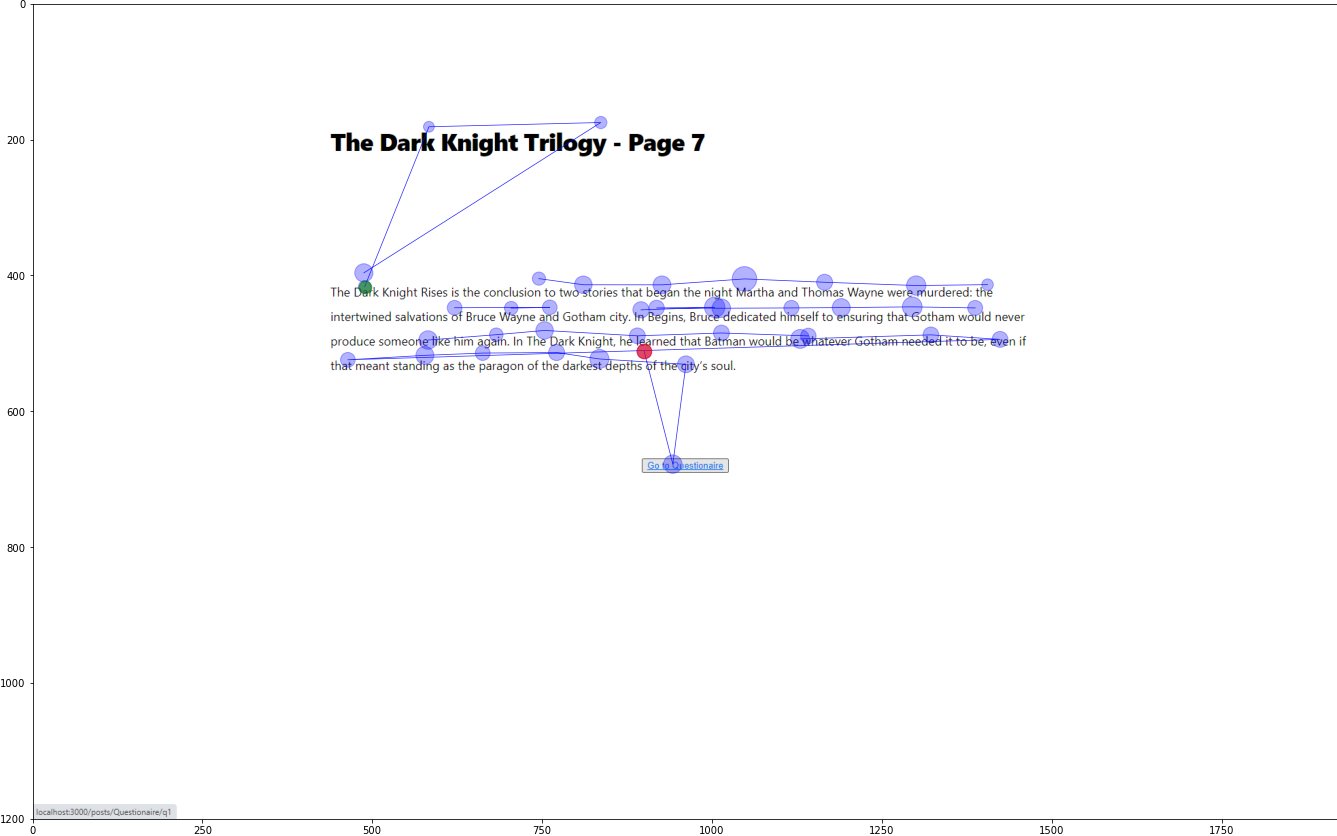 0
200
400
600
800
1000
1200
The Dark Knight Trilogy - Page 7
The Dark Knight Rises is the conclusion to two stories that began the night Martha and Thomas Wayne were murdered: the
intertwined salvations of Bruce Wayne and Gotham city. In Begins, Bruce dedicated himself to ensuring that Gotham would never
produce someone like him again. In The Dark Knight, he learned that Batman would be whatever Gotham needed it to be, even if
that meant standing as the paragon of the darkest depths of the city's soul.
Go to Questionaire
localhost:3000/posts/Questionaire/q1
0 250 500 750 1000 1250 1500 1750